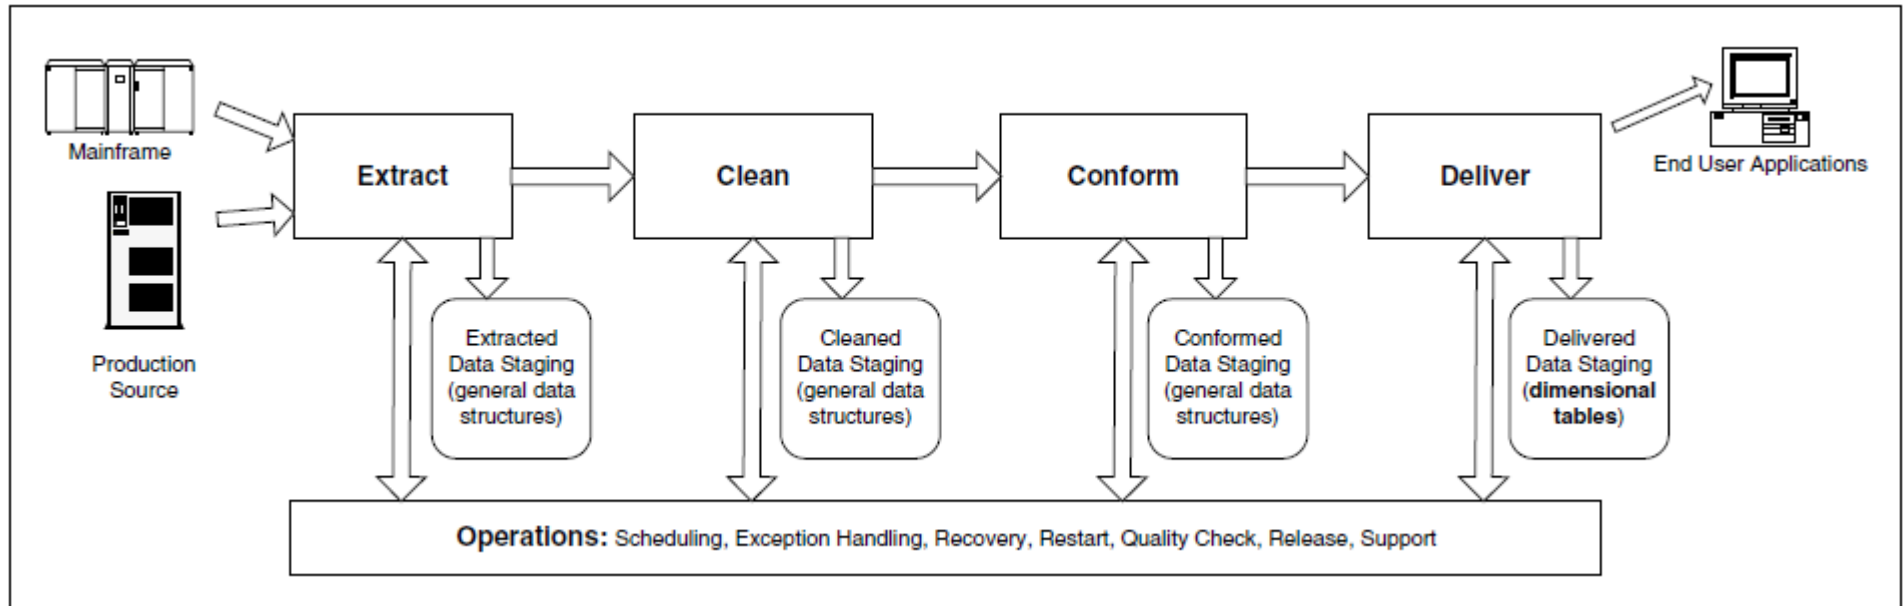 Mainframe
Production
Source
Extract
Clean
Conform
Deliver
End User Applications
Extracted
Data Staging
(general data
structures)
Cleaned
Data Staging
(general data
structures)
Conformed
Data Staging
(general data
structures)
Delivered
Data Staging
(dimensional
tables)
Operations: Scheduling, Exception Handling, Recovery, Restart, Quality Check, Release, Support